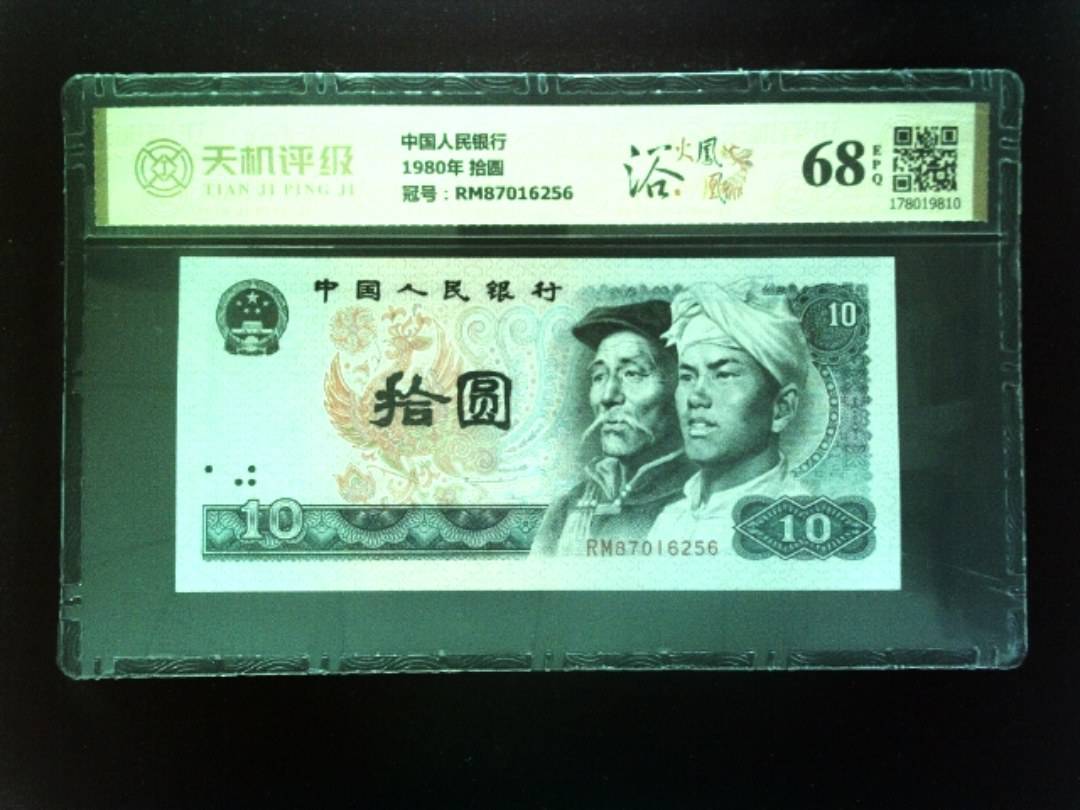 天机评级
TIAN JI PING JI
中国人民银行
1980年 拾圆
冠号：RM87016256
浴火凤凰
68
EPQ
178019810
中国人民银行
10
拾圆
10
10
RM87016256